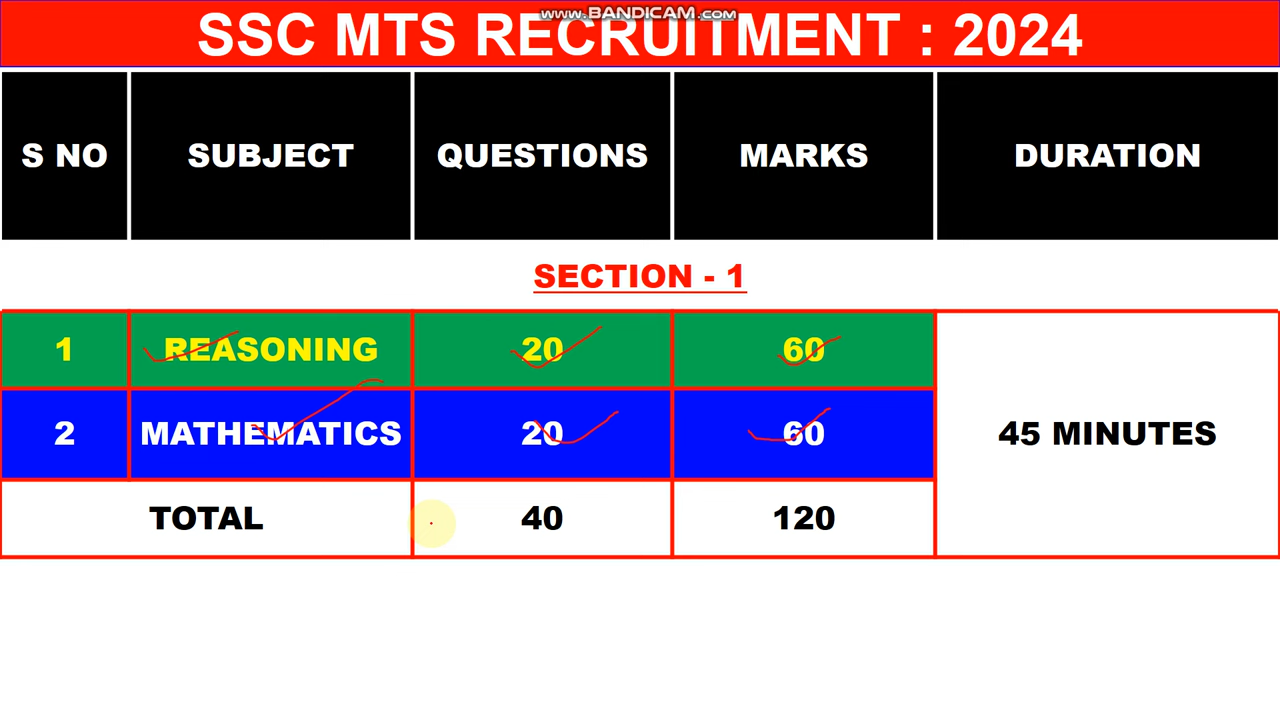 www.BANDICAM.com
SSC MTS RECRUITMENT : 2024
S NO SUBJECT QUESTIONS MARKS DURATION
SECTION - 1
1 REASONING 20 60
2 MATHEMATICS 20 60 45 MINUTES
TOTAL 40 120